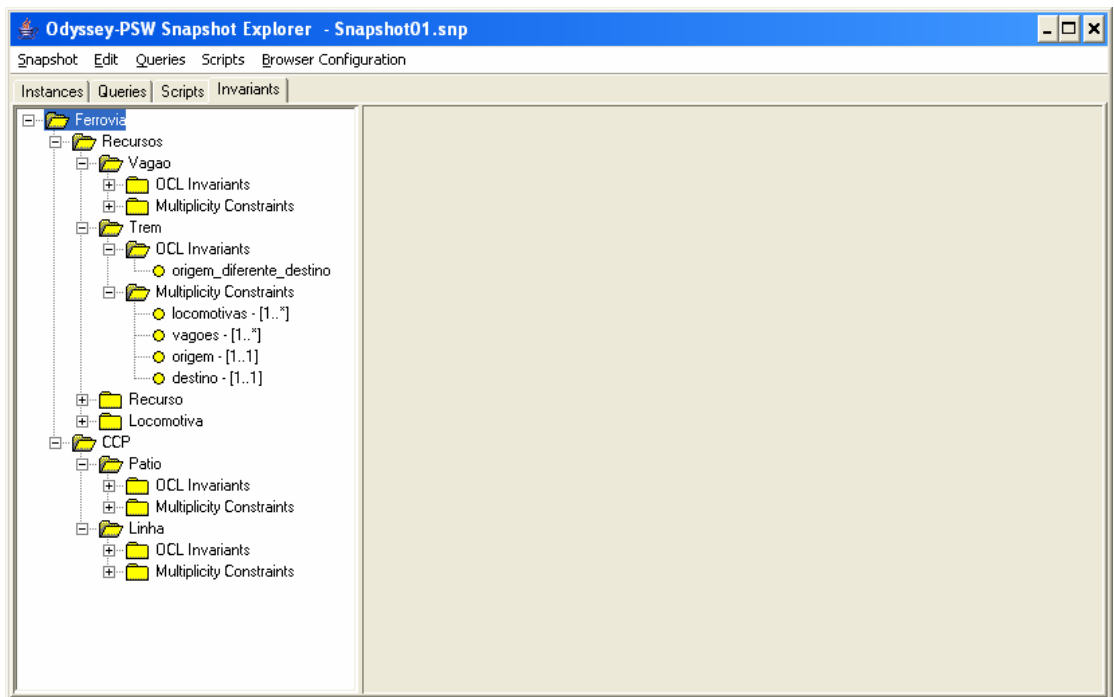 Odyssey-PSW Snapshot Explorer - Snapshot01.snp
Snapshot Edit Queries Scripts Browser Configuration
Instances Queries Scripts Invariants
Ferrovia
Recursos
Vagao
OCL Invariants
Multiplicity Constraints
Trem
OCL Invariants
origem_diferente_destino
Multiplicity Constraints
locomotivas - [1..*]
vagoes - [1..*]
origem - [1..1]
destino - [1..1]
Recurso
Locomotiva
CCP
Patio
OCL Invariants
Multiplicity Constraints
Linha
OCL Invariants
Multiplicity Constraints